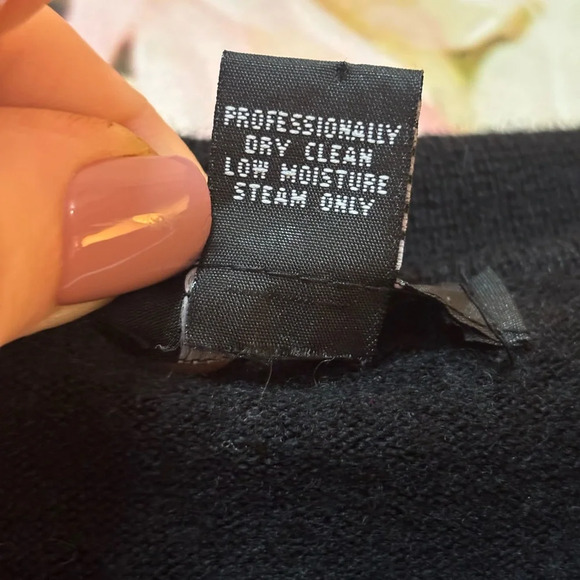 PROFESSIONALLY
DRY CLEAN
LOW MOISTURE
STEAM ONLY